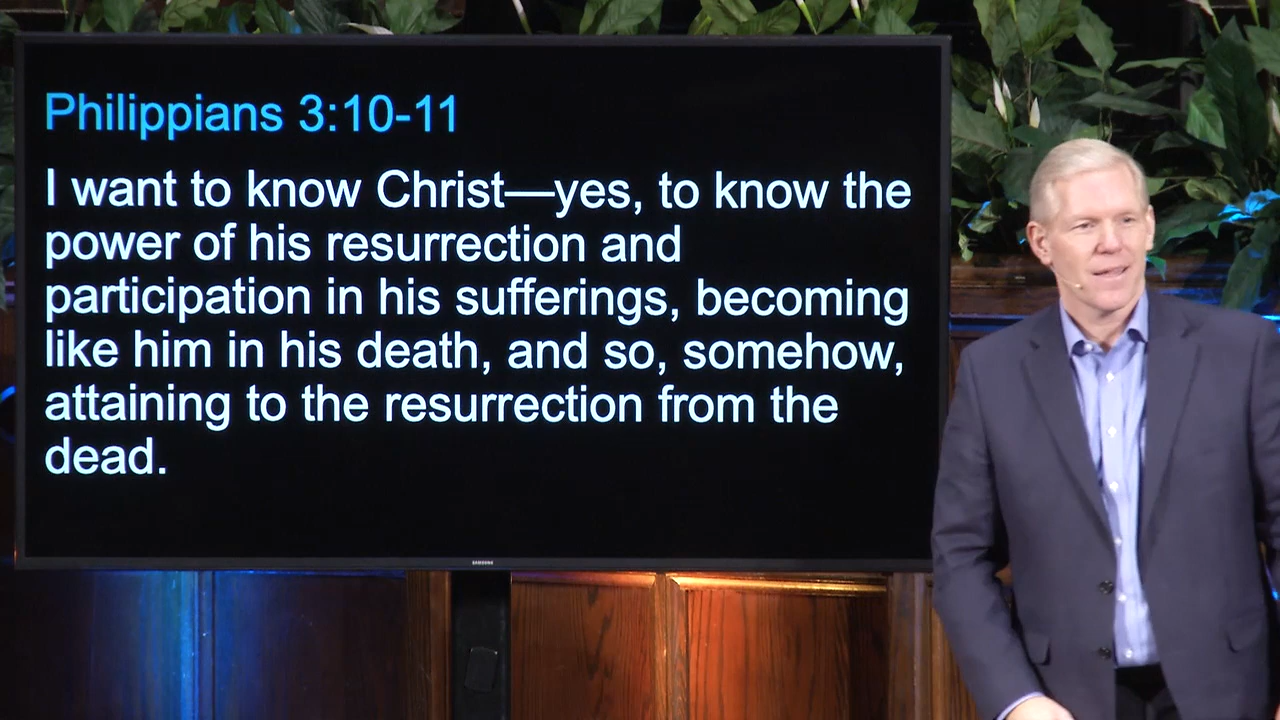 Philippians 3:10-11
I want to know Christ—yes, to know the
power of his resurrection and
participation in his sufferings, becoming
like him in his death, and so, somehow,
attaining to the resurrection from the
dead.
SAMSUNG